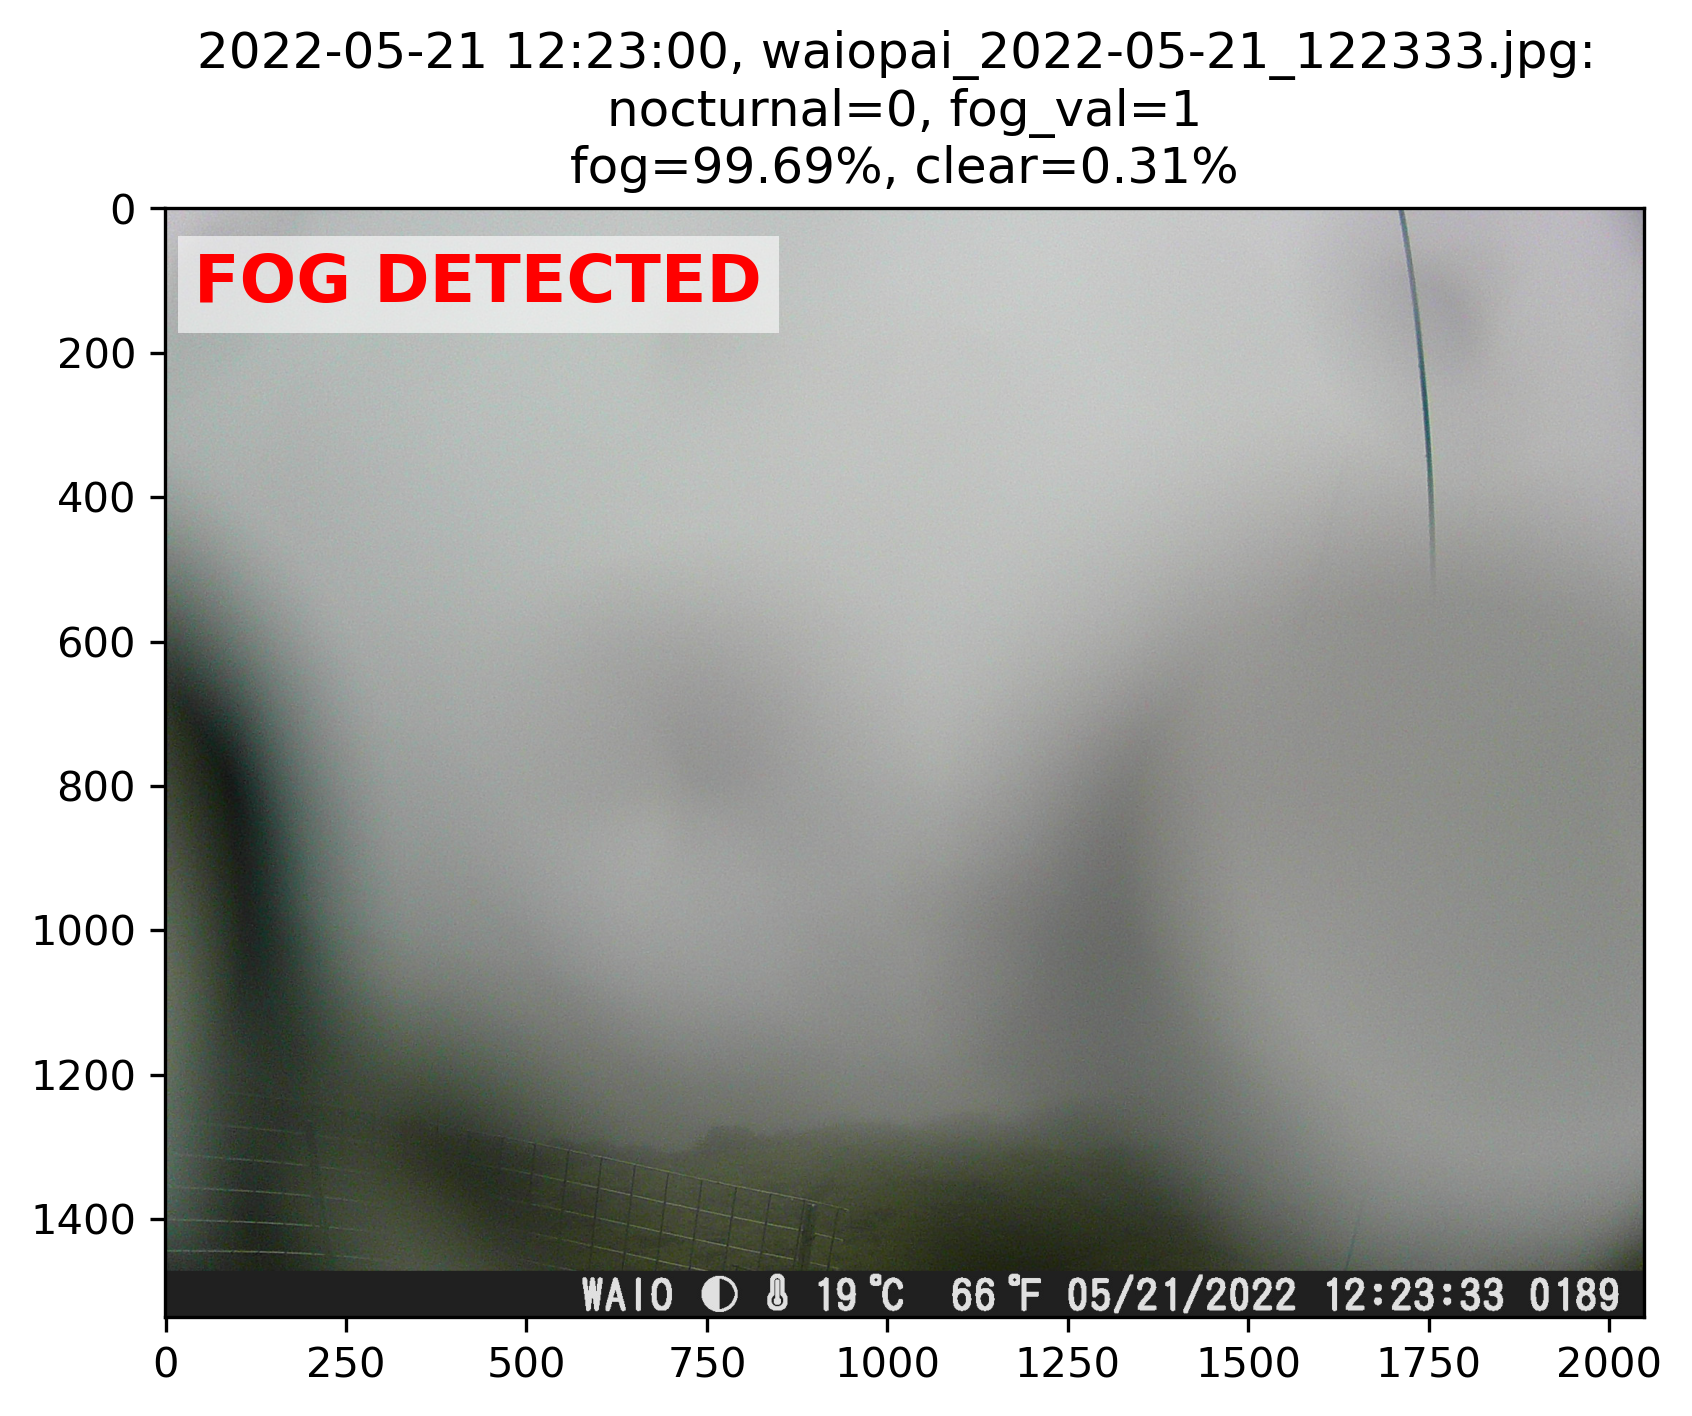 2022-05-21 12:23:00, waiopai_2022-05-21_122333.jpg:
nocturnal=0, fog_val=1
fog=99.69%, clear=0.31%
FOG DETECTED
0
200
400
600
800
1000
1200
1400
WAIO 19°C 66°F 05/21/2022 12:23:33 0189
0 250 500 750 1000 1250 1500 1750 2000